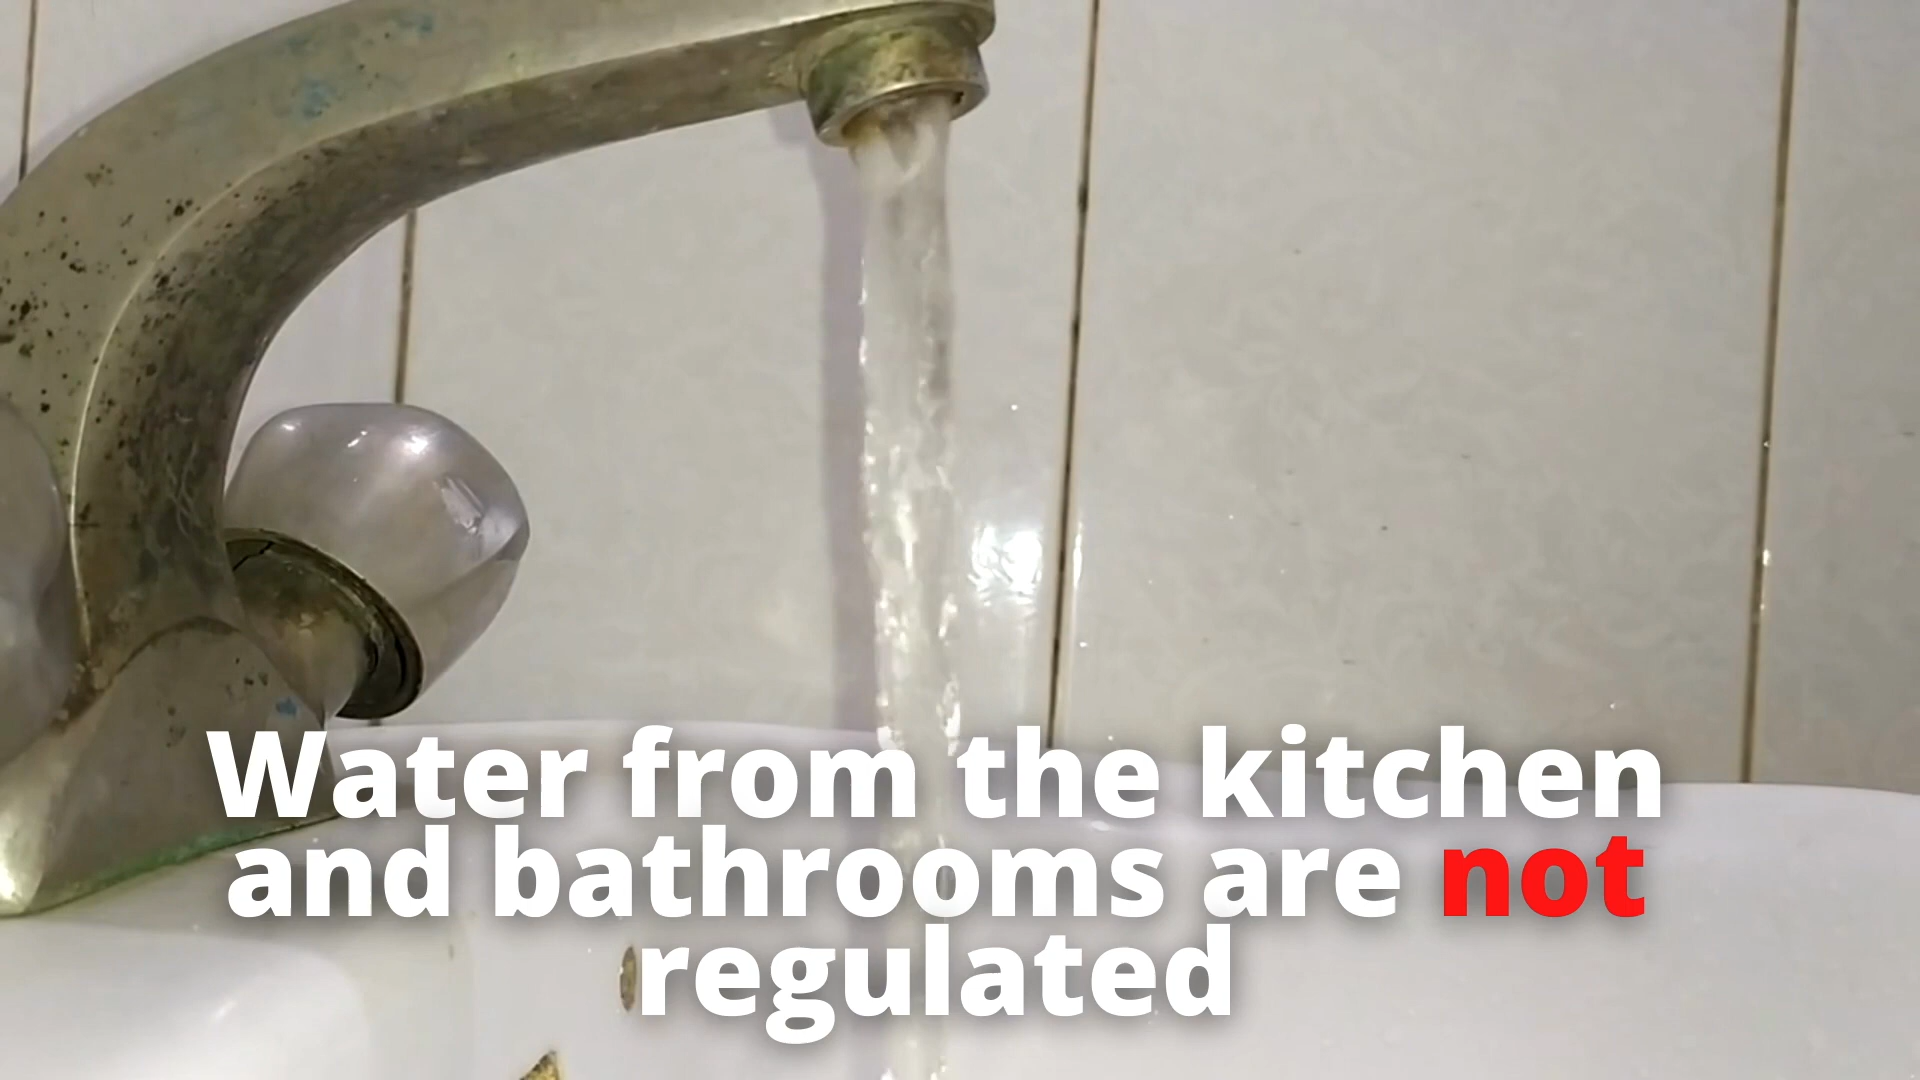 Water from the kitchen
and bathrooms are not
regulated